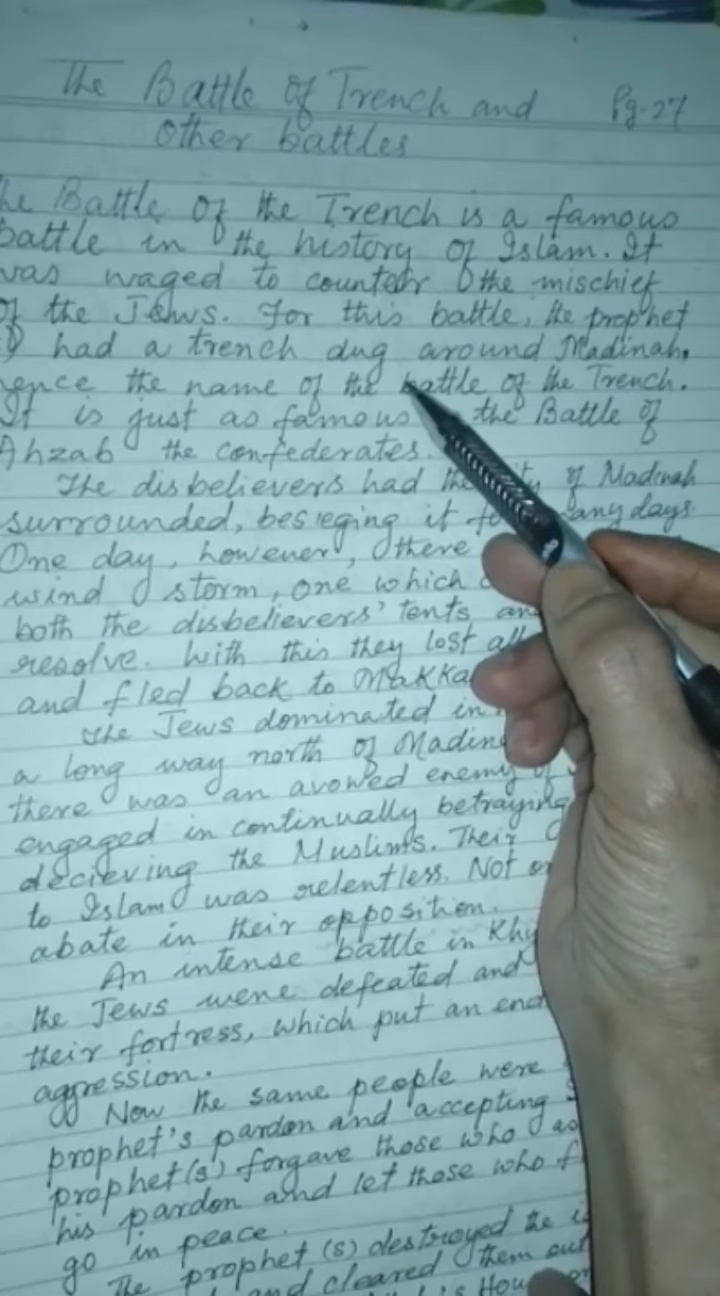 The Battle of Trench and Pg-27
Other battles
he Battle of the Trench is a famous
battle in the history of Islam. It
was waged to counter the mischief
of the Jews. For this battle, the prophet
had a trench dug around Madinah,
hence the name of the battle of the Trench.
It is just as famous the Battle of
Ahzab the confederates.
The disbelievers had the of Madinah
surrounded, besieging it any days.
One day, however, there
wind storm, one which
both the disbelievers' tents an
resolve. With this they lost all
and fled back to Makka
The Jews dominated in
a long way north of Madin
there was an avowed enemy
engaged in continually betraying
decieving the Muslims. Their
to Islam was relentless. Not
abate in their opposition.
An intense battle in Khy
the Jews were defeated and
their fortress, which put an end
aggression.
Now the same people were
prophet's pardon and accepting
prophet (s) forgave those who as
his pardon and let those who f
go in peace.
The prophet (s) destroyed the
and cleared them out